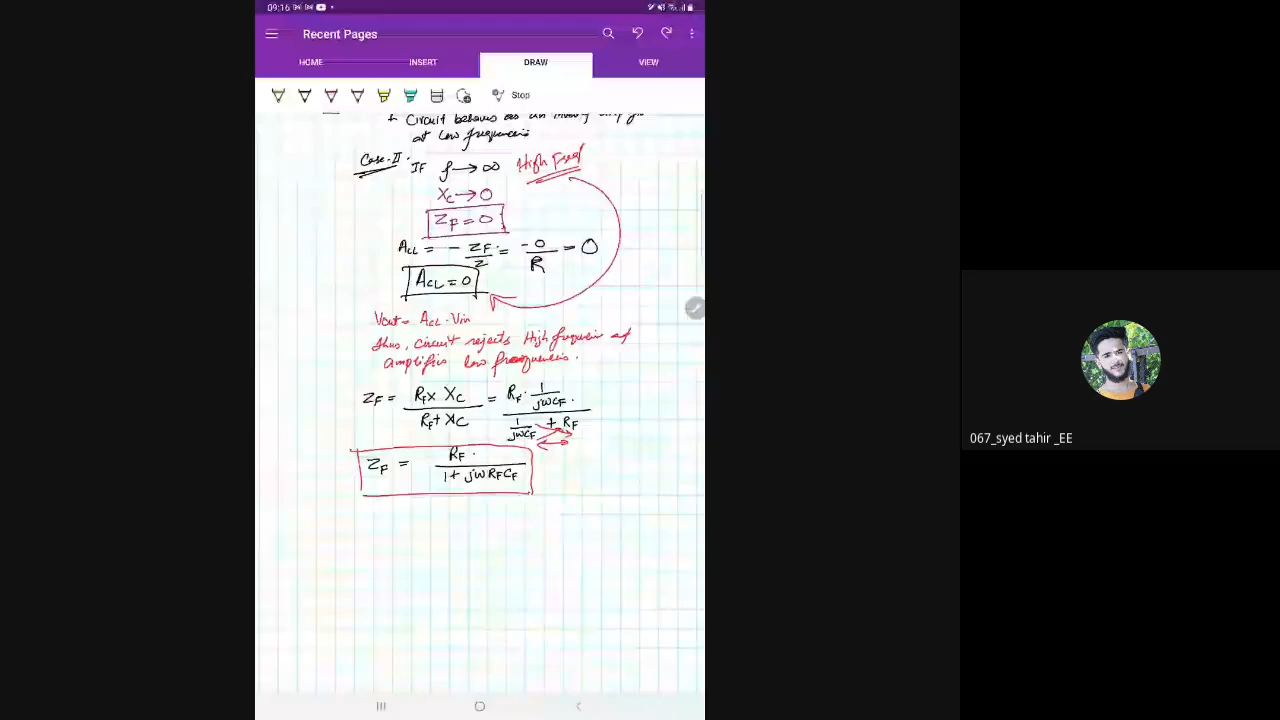 09:16
Recent Pages
HOME INSERT DRAW VIEW
Stop
Circuit behaves as an
at low frequencies
Case-II. IF f → ∞ High Freq
Xc → 0
ZF = 0
ACL = - ZF/Z = -0/R = 0
ACL = 0
Vout = ACL . Vin
thus, circuit rejects High frequencies and
amplifies low frequencies.
ZF = RF x XC / RF + XC = RF . 1/jωCF / 1/jωCF + RF
ZF = RF / 1 + jωRFCF
067_syed tahir _EE